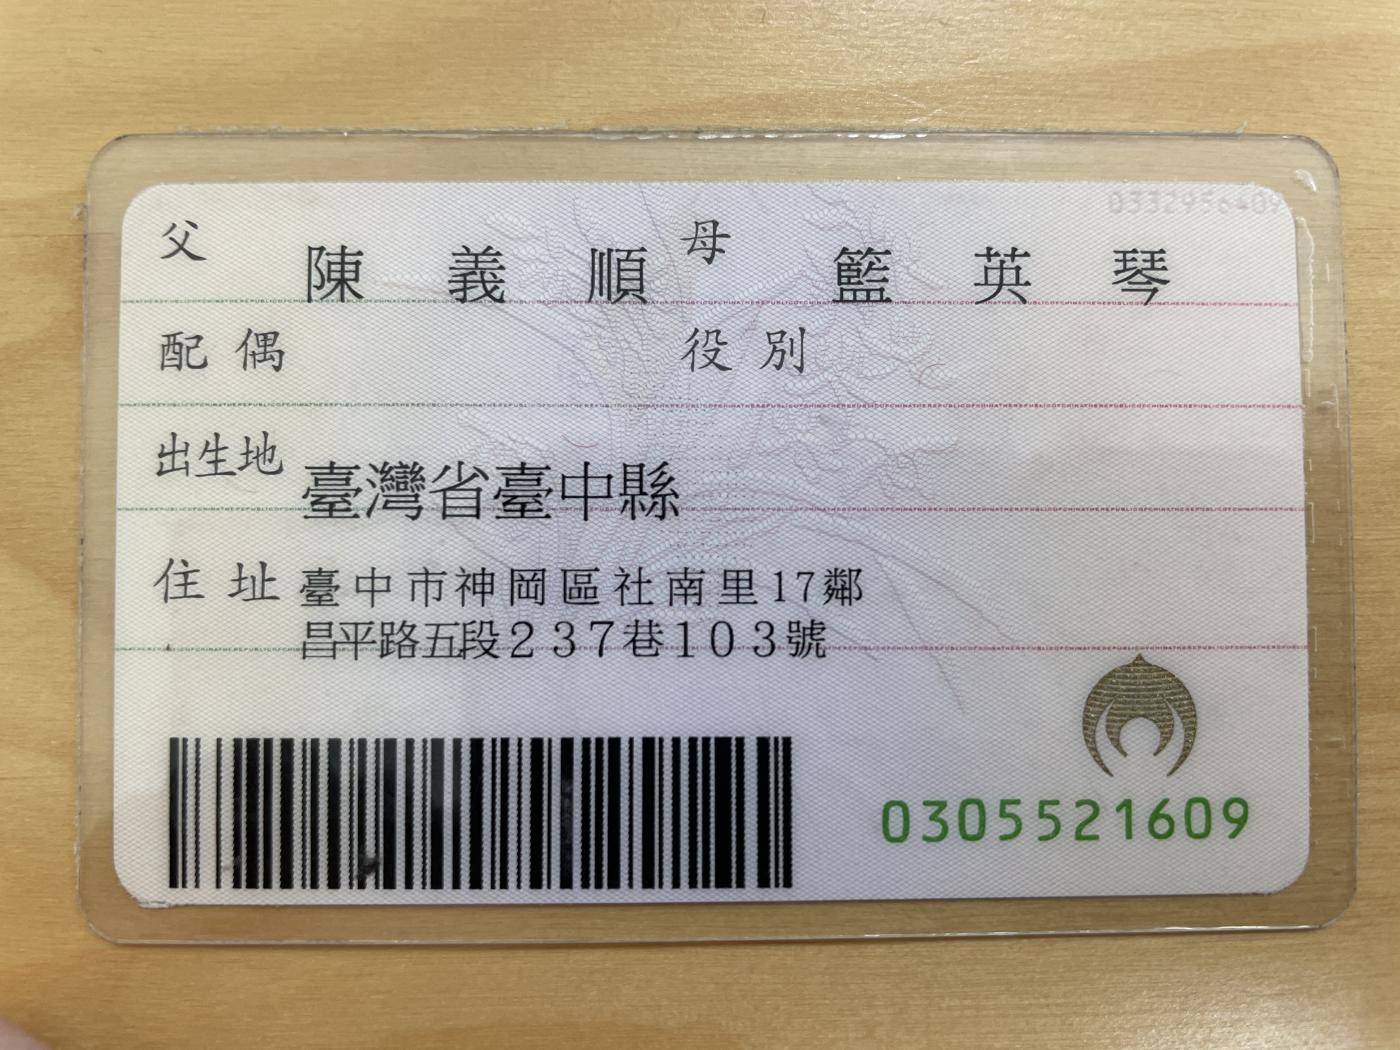 父 陳義順 母 籃英琴
配偶 役別
出生地 臺灣省臺中縣
住址 臺中市神岡區社南里17鄰
昌平路五段237巷103號
0305521609